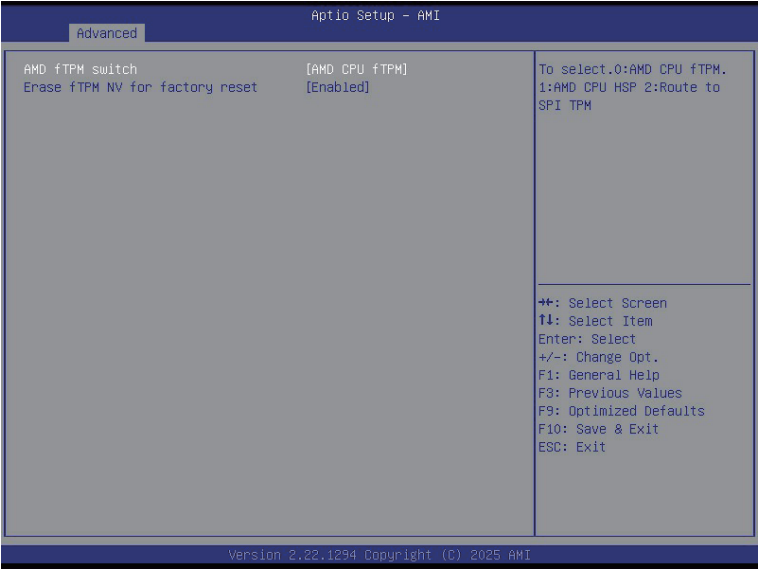 Aptio Setup – AMI
Advanced
AMD fTPM switch [AMD CPU fTPM]
Erase fTPM NV for factory reset [Enabled]
To select.0:AMD CPU fTPM.
1:AMD CPU HSP 2:Route to
SPI TPM
→←: Select Screen
↑↓: Select Item
Enter: Select
+/-: Change Opt.
F1: General Help
F3: Previous Values
F9: Optimized Defaults
F10: Save & Exit
ESC: Exit
Version 2.22.1294 Copyright (C) 2025 AMI